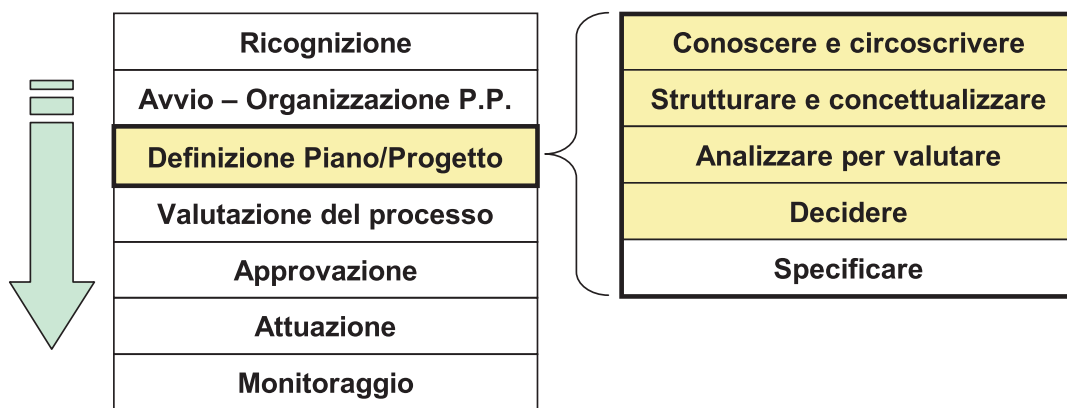 Ricognizione
Avvio – Organizzazione P.P.
Definizione Piano/Progetto
Valutazione del processo
Approvazione
Attuazione
Monitoraggio
Conoscere e circoscrivere
Strutturare e concettualizzare
Analizzare per valutare
Decidere
Specificare